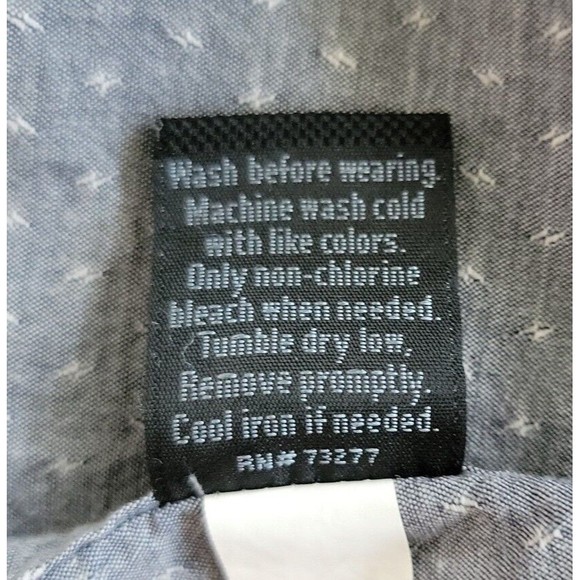 Wash before wearing.
Machine wash cold
with like colors.
Only non-chlorine
bleach when needed.
Tumble dry low,
Remove promptly.
Cool iron if needed.
RN# 73277